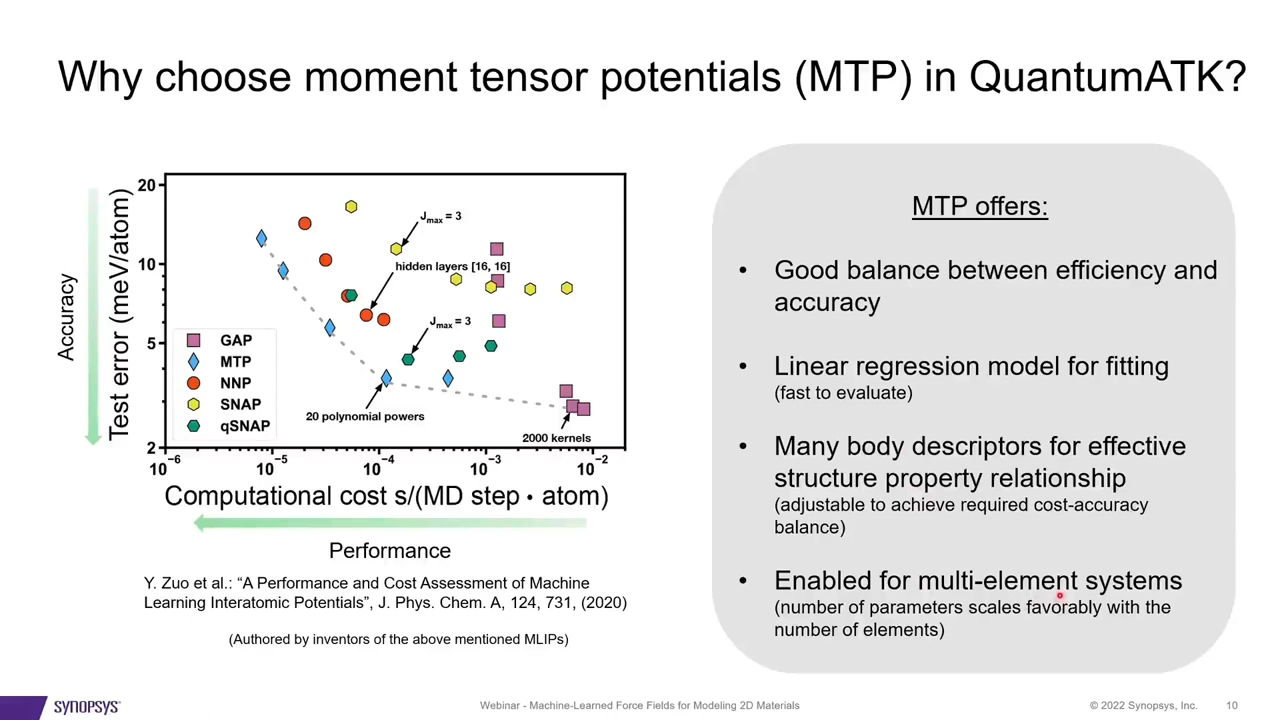 Why choose moment tensor potentials (MTP) in QuantumATK?
Accuracy
Test error (meV/atom)
20
10
5
2
J_max = 3
hidden layers [16, 16]
J_max = 3
20 polynomial powers
2000 kernels
GAP
MTP
NNP
SNAP
qSNAP
10⁻⁶ 10⁻⁵ 10⁻⁴ 10⁻³ 10⁻²
Computational cost s/(MD step • atom)
Performance
Y. Zuo et al.: “A Performance and Cost Assessment of Machine
Learning Interatomic Potentials”, J. Phys. Chem. A, 124, 731, (2020)
(Authored by inventors of the above mentioned MLIPs)
MTP offers:
• Good balance between efficiency and
accuracy
• Linear regression model for fitting
(fast to evaluate)
• Many body descriptors for effective
structure property relationship
(adjustable to achieve required cost-accuracy
balance)
• Enabled for multi-element systems
(number of parameters scales favorably with the
number of elements)
SYNOPSYS®
Webinar - Machine-Learned Force Fields for Modeling 2D Materials
© 2022 Synopsys, Inc.
10